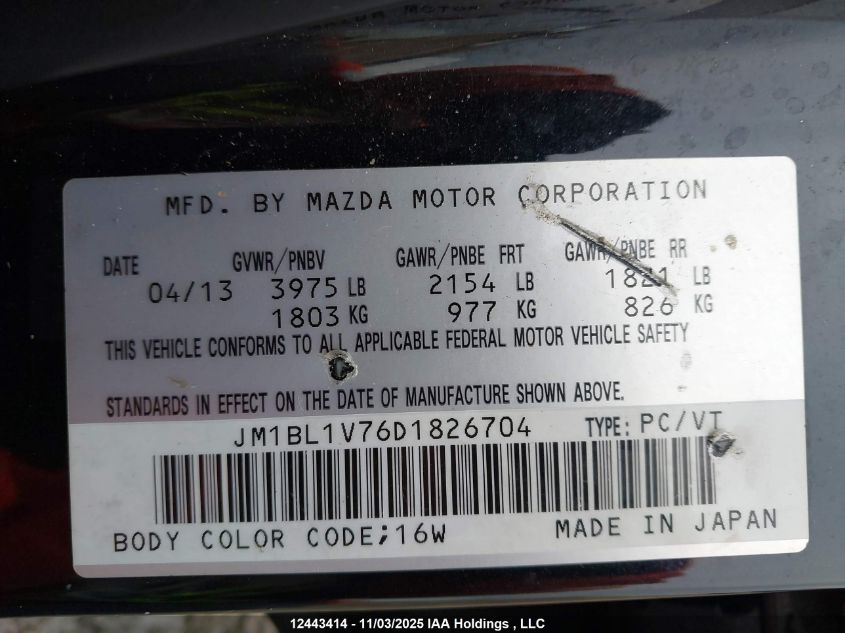 MFD. BY MAZDA MOTOR CORPORATION
DATE GVWR/PNBV GAWR/PNBE FRT GAWR/PNBE RR
04/13 3975 LB 2154 LB 1821 LB
1803 KG 977 KG 826 KG
THIS VEHICLE CONFORMS TO ALL APPLICABLE FEDERAL MOTOR VEHICLE SAFETY
STANDARDS IN EFFECT ON THE DATE OF MANUFACTURE SHOWN ABOVE.
JM1BL1V76D1826704 TYPE: PC/VT
BODY COLOR CODE;16W MADE IN JAPAN
12443414 - 11/03/2025 IAA Holdings , LLC